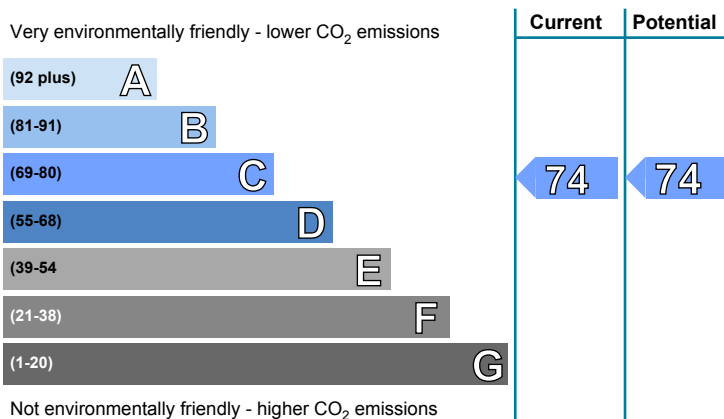 Current Potential
Very environmentally friendly - lower CO2 emissions
(92 plus) A
(81-91) B
(69-80) C 74 74
(55-68) D
(39-54 E
(21-38) F
(1-20) G
Not environmentally friendly - higher CO2 emissions